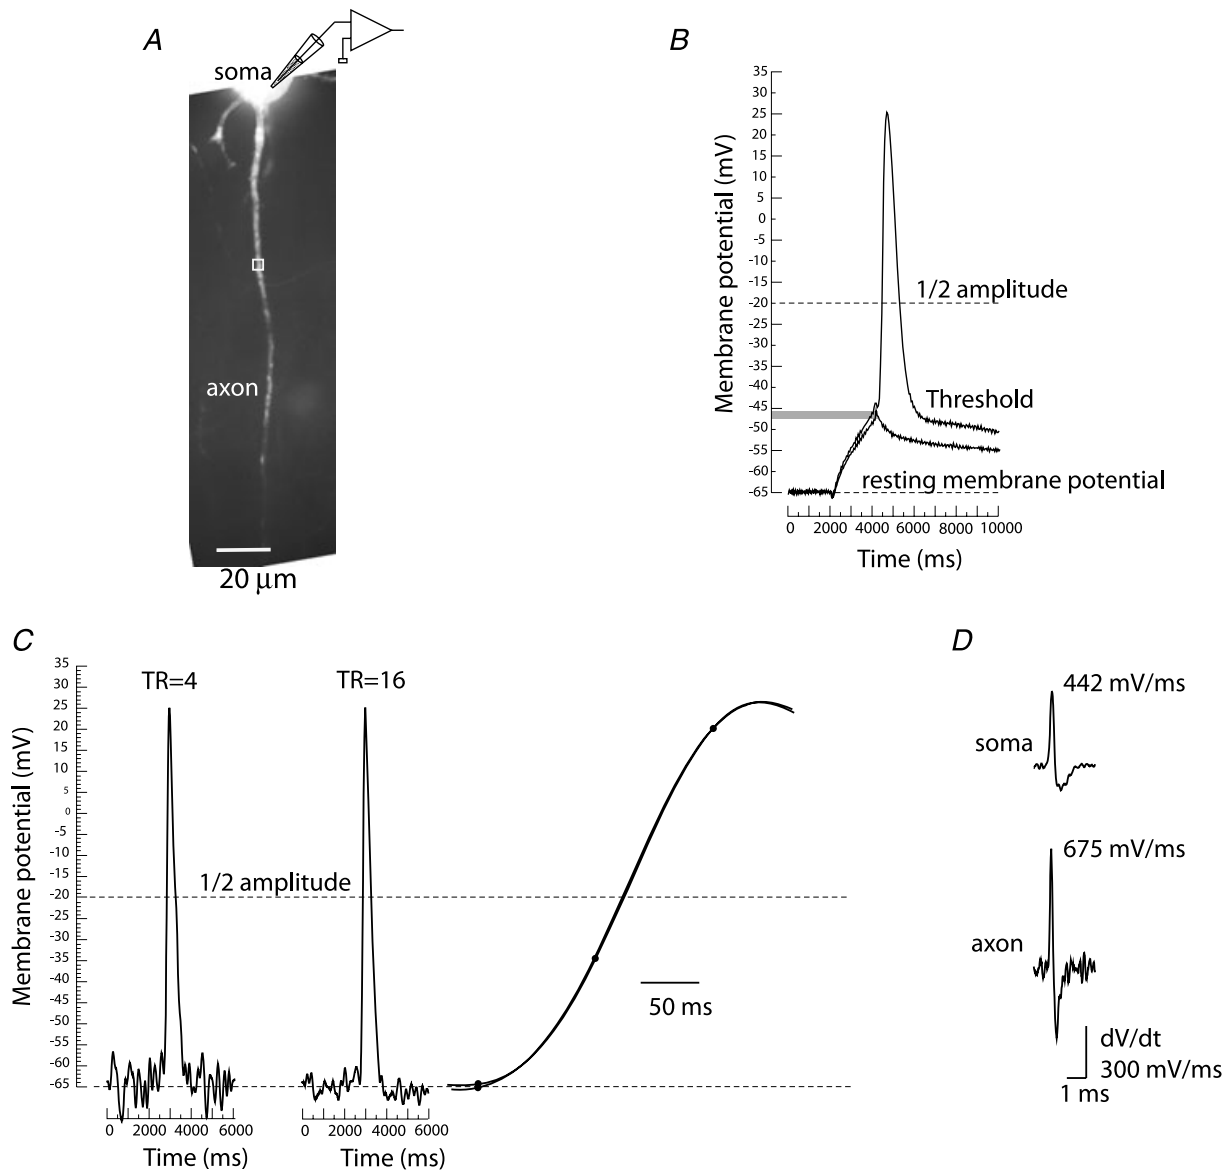 A
soma
axon
20 μm
B
Membrane potential (mV)
35
30
25
20
15
10
5
0
-5
-10
-15
-20
-25
-30
-35
-40
-45
-50
-55
-60
-65
1/2 amplitude
Threshold
resting membrane potential
0 2000 4000 6000 8000 10000
Time (ms)
C
Membrane potential (mV)
35
30
25
20
15
10
5
0
-5
-10
-15
-20
-25
-30
-35
-40
-45
-50
-55
-60
-65
TR=4
TR=16
1/2 amplitude
50 ms
0 2000 4000 6000
Time (ms)
0 2000 4000 6000
Time (ms)
D
442 mV/ms
soma
675 mV/ms
axon
dV/dt
300 mV/ms
1 ms